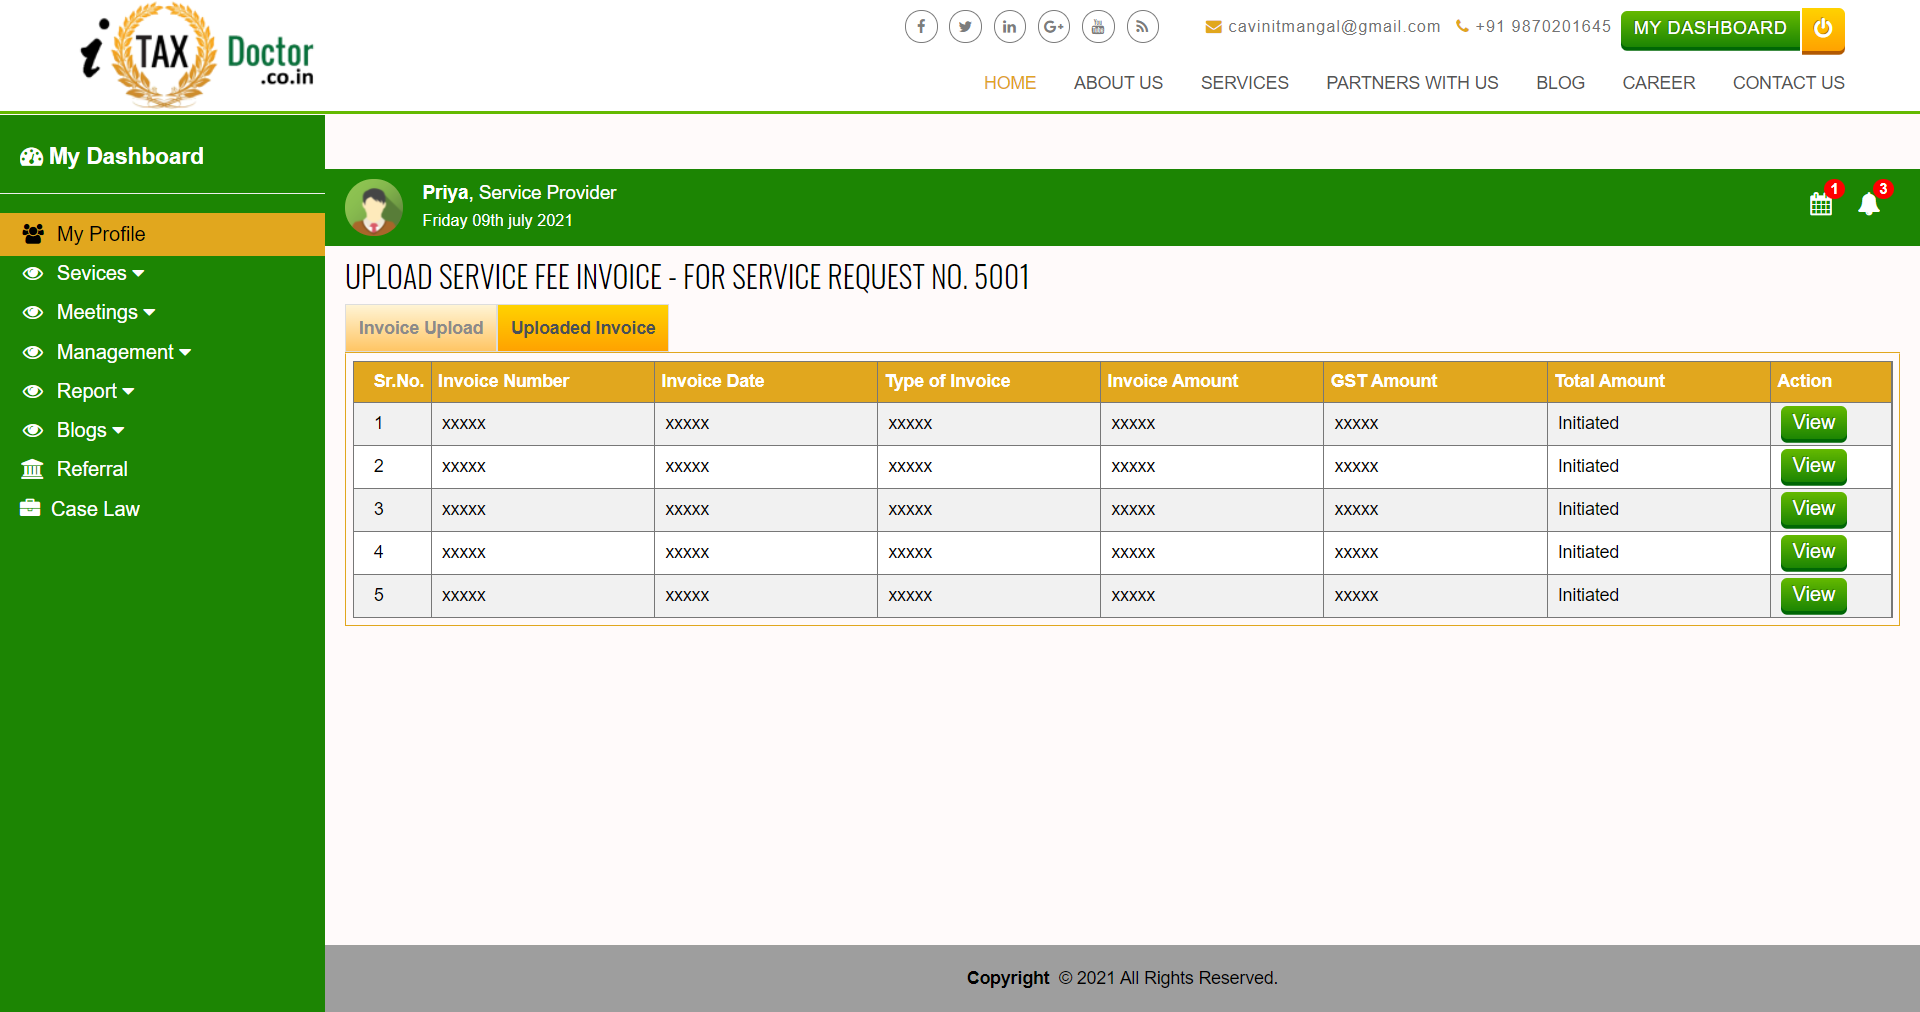 i TAX Doctor
.co.in
cavinitmangal@gmail.com +91 9870201645 MY DASHBOARD
HOME ABOUT US SERVICES PARTNERS WITH US BLOG CAREER CONTACT US
My Dashboard
My Profile
Sevices
Meetings
Management
Report
Blogs
Referral
Case Law
Priya, Service Provider
Friday 09th july 2021
1 3
UPLOAD SERVICE FEE INVOICE - FOR SERVICE REQUEST NO. 5001
Invoice Upload Uploaded Invoice
Sr.No. Invoice Number Invoice Date Type of Invoice Invoice Amount GST Amount Total Amount Action
1 xxxxx xxxxx xxxxx xxxxx xxxxx Initiated View
2 xxxxx xxxxx xxxxx xxxxx xxxxx Initiated View
3 xxxxx xxxxx xxxxx xxxxx xxxxx Initiated View
4 xxxxx xxxxx xxxxx xxxxx xxxxx Initiated View
5 xxxxx xxxxx xxxxx xxxxx xxxxx Initiated View
Copyright © 2021 All Rights Reserved.